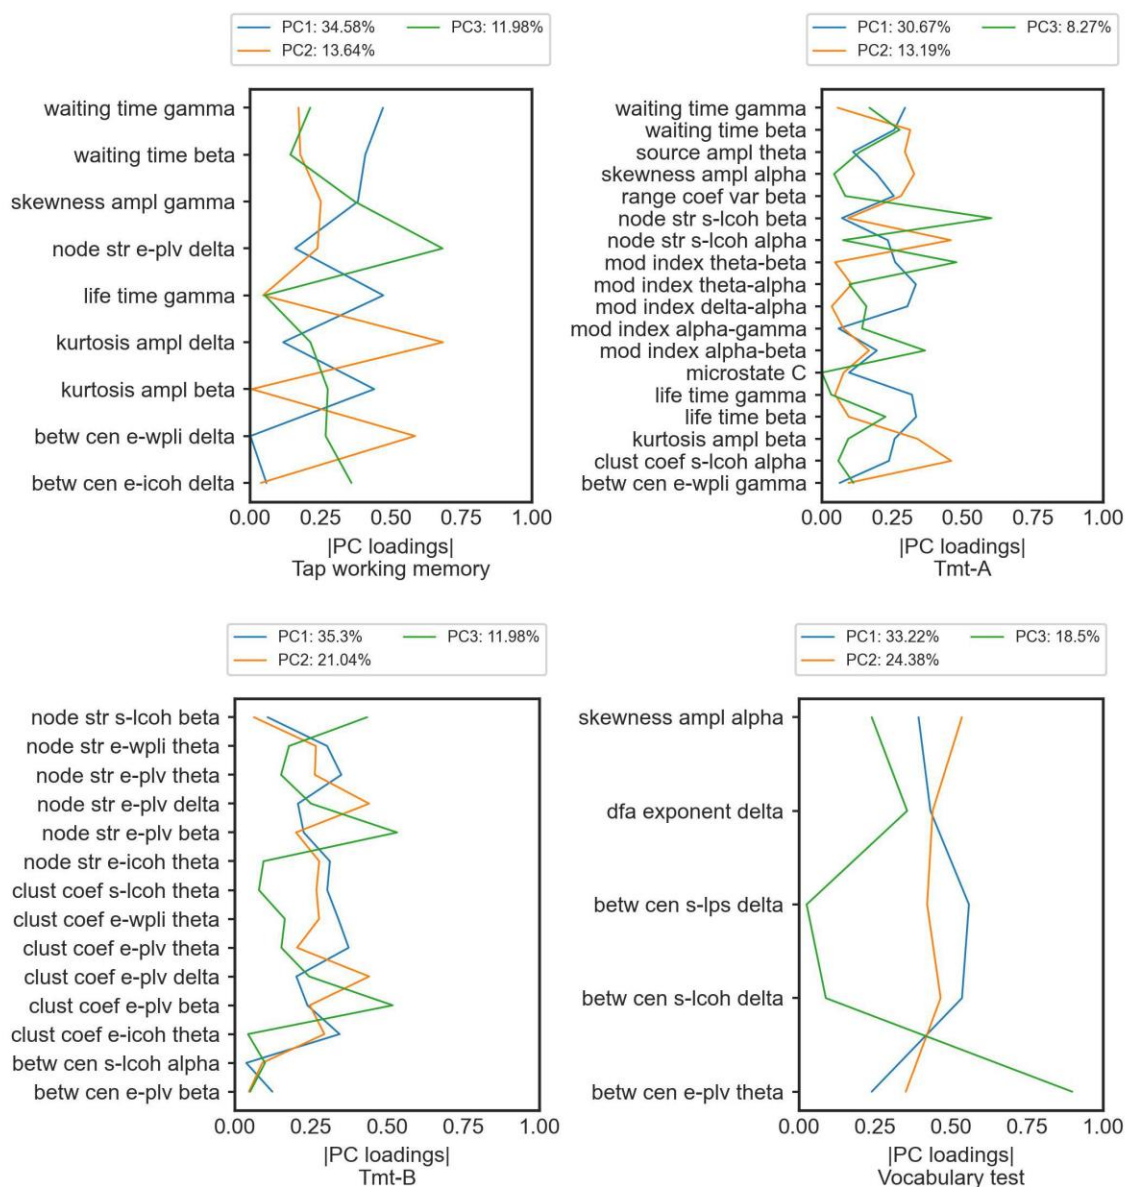 PC1: 34.58% PC3: 11.98%
PC2: 13.64%
waiting time gamma
waiting time beta
skewness ampl gamma
node str e-plv delta
life time gamma
kurtosis ampl delta
kurtosis ampl beta
betw cen e-wpli delta
betw cen e-icoh delta
0.00 0.25 0.50 0.75 1.00
|PC loadings|
Tap working memory
PC1: 30.67% PC3: 8.27%
PC2: 13.19%
waiting time gamma
waiting time beta
source ampl theta
skewness ampl alpha
range coef var beta
node str s-lcoh beta
node str s-lcoh alpha
mod index theta-beta
mod index theta-alpha
mod index delta-alpha
mod index alpha-gamma
mod index alpha-beta
microstate C
life time gamma
life time beta
kurtosis ampl beta
clust coef s-lcoh alpha
betw cen e-wpli gamma
0.00 0.25 0.50 0.75 1.00
|PC loadings|
Tmt-A
PC1: 35.3% PC3: 11.98%
PC2: 21.04%
node str s-lcoh beta
node str e-wpli theta
node str e-plv theta
node str e-plv delta
node str e-plv beta
node str e-icoh theta
clust coef s-lcoh theta
clust coef e-wpli theta
clust coef e-plv theta
clust coef e-plv delta
clust coef e-plv beta
clust coef e-icoh theta
betw cen s-lcoh alpha
betw cen e-plv beta
0.00 0.25 0.50 0.75 1.00
|PC loadings|
Tmt-B
PC1: 33.22% PC3: 18.5%
PC2: 24.38%
skewness ampl alpha
dfa exponent delta
betw cen s-lps delta
betw cen s-lcoh delta
betw cen e-plv theta
0.00 0.25 0.50 0.75 1.00
|PC loadings|
Vocabulary test